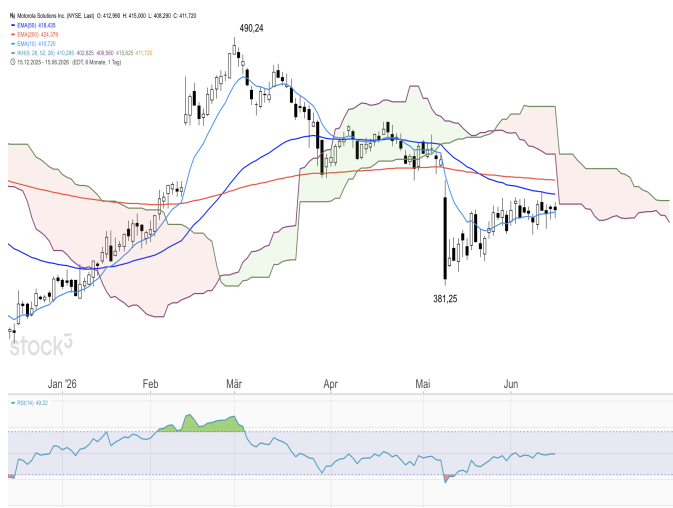 Motorola Solutions Inc. (NYSE, Last) O: 412,990 H: 415,000 L: 408,290 C: 411,720
EMA(50) 418,435
EMA(200) 424,379
EMA(10) 410,720
IKH(9, 26, 52, 26) 410,285 402,825 406,560 415,625 411,720
15.12.2025 - 15.06.2026 (EDT, 6 Monate, 1 Tag)
490,24
381,25
stock3
Jan '26 Feb Mär Apr Mai Jun
RSI(14) 49,22